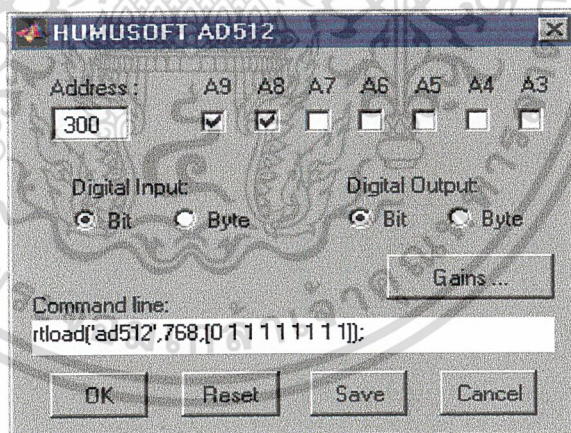 HUMUSOFT AD512
Address : A9 A8 A7 A6 A5 A4 A3
300
Digital Input: Digital Output:
Bit Byte Bit Byte
Gains ...
Command line:
rtload('ad512',768,[0 1 1 1 1 1 1 1 1]);
OK Reset Save Cancel